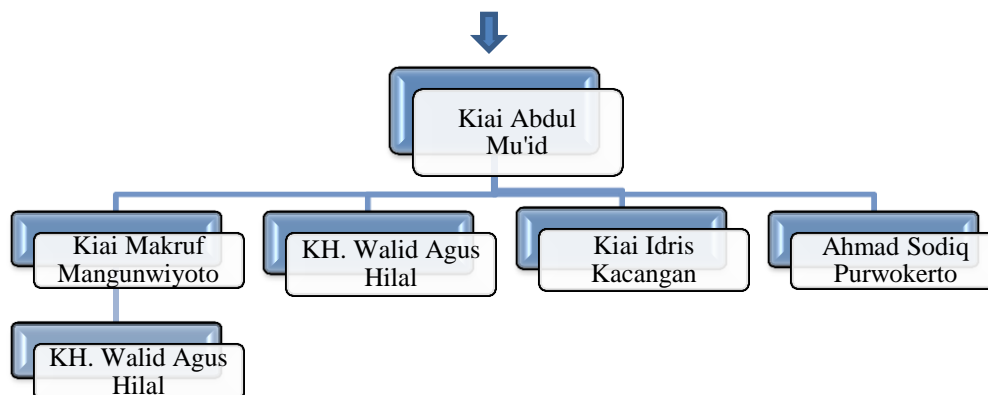 Kiai Abdul
Mu'id
Kiai Makruf
Mangunwiyoto
KH. Walid Agus
Hilal
Kiai Idris
Kacangan
Ahmad Sodiq
Purwokerto
KH. Walid Agus
Hilal